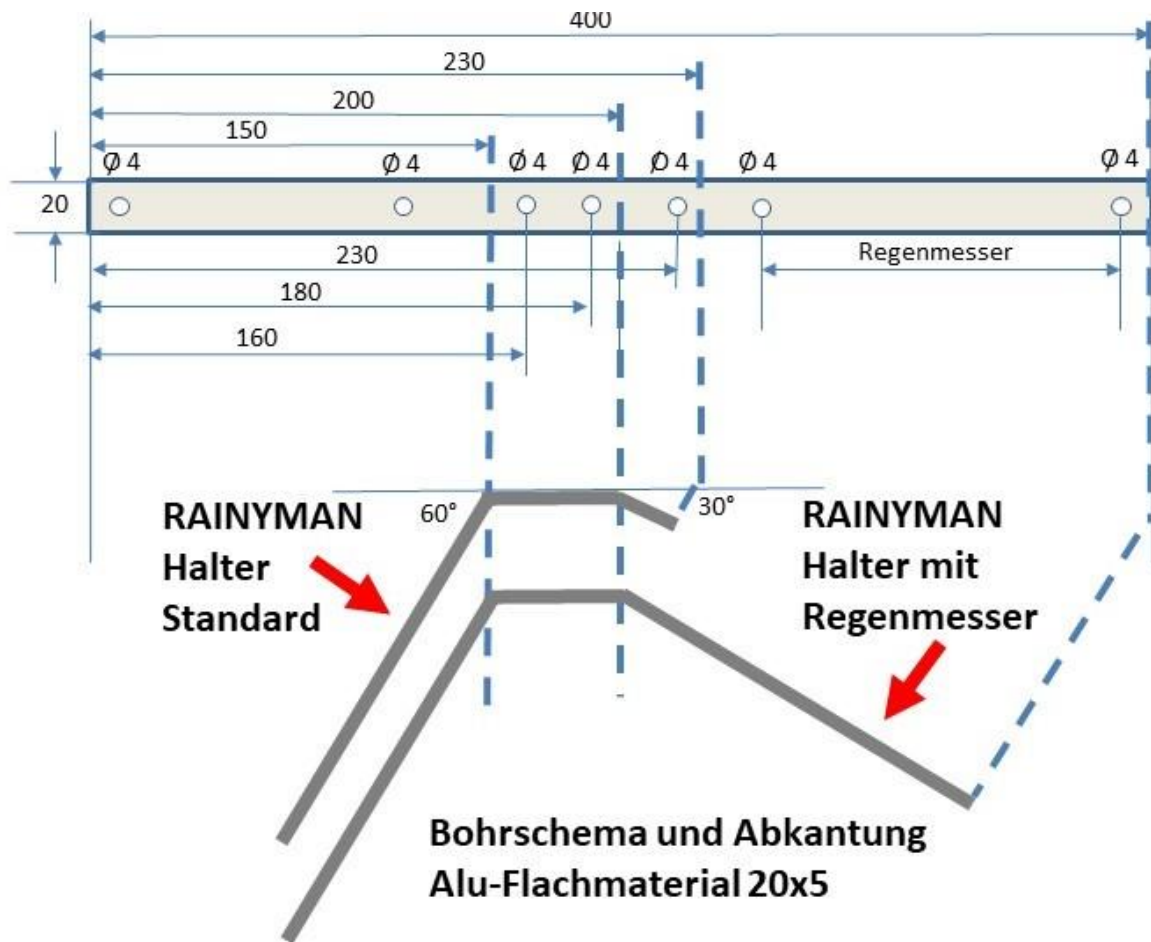 400
230
200
150
Ø 4 Ø 4 Ø 4 Ø 4 Ø 4 Ø 4 Ø 4
20
230 Regenmesser
180
160
60° 30°
RAINYMAN
Halter
Standard
RAINYMAN
Halter mit
Regenmesser
Bohrschema und Abkantung
Alu-Flachmaterial 20x5